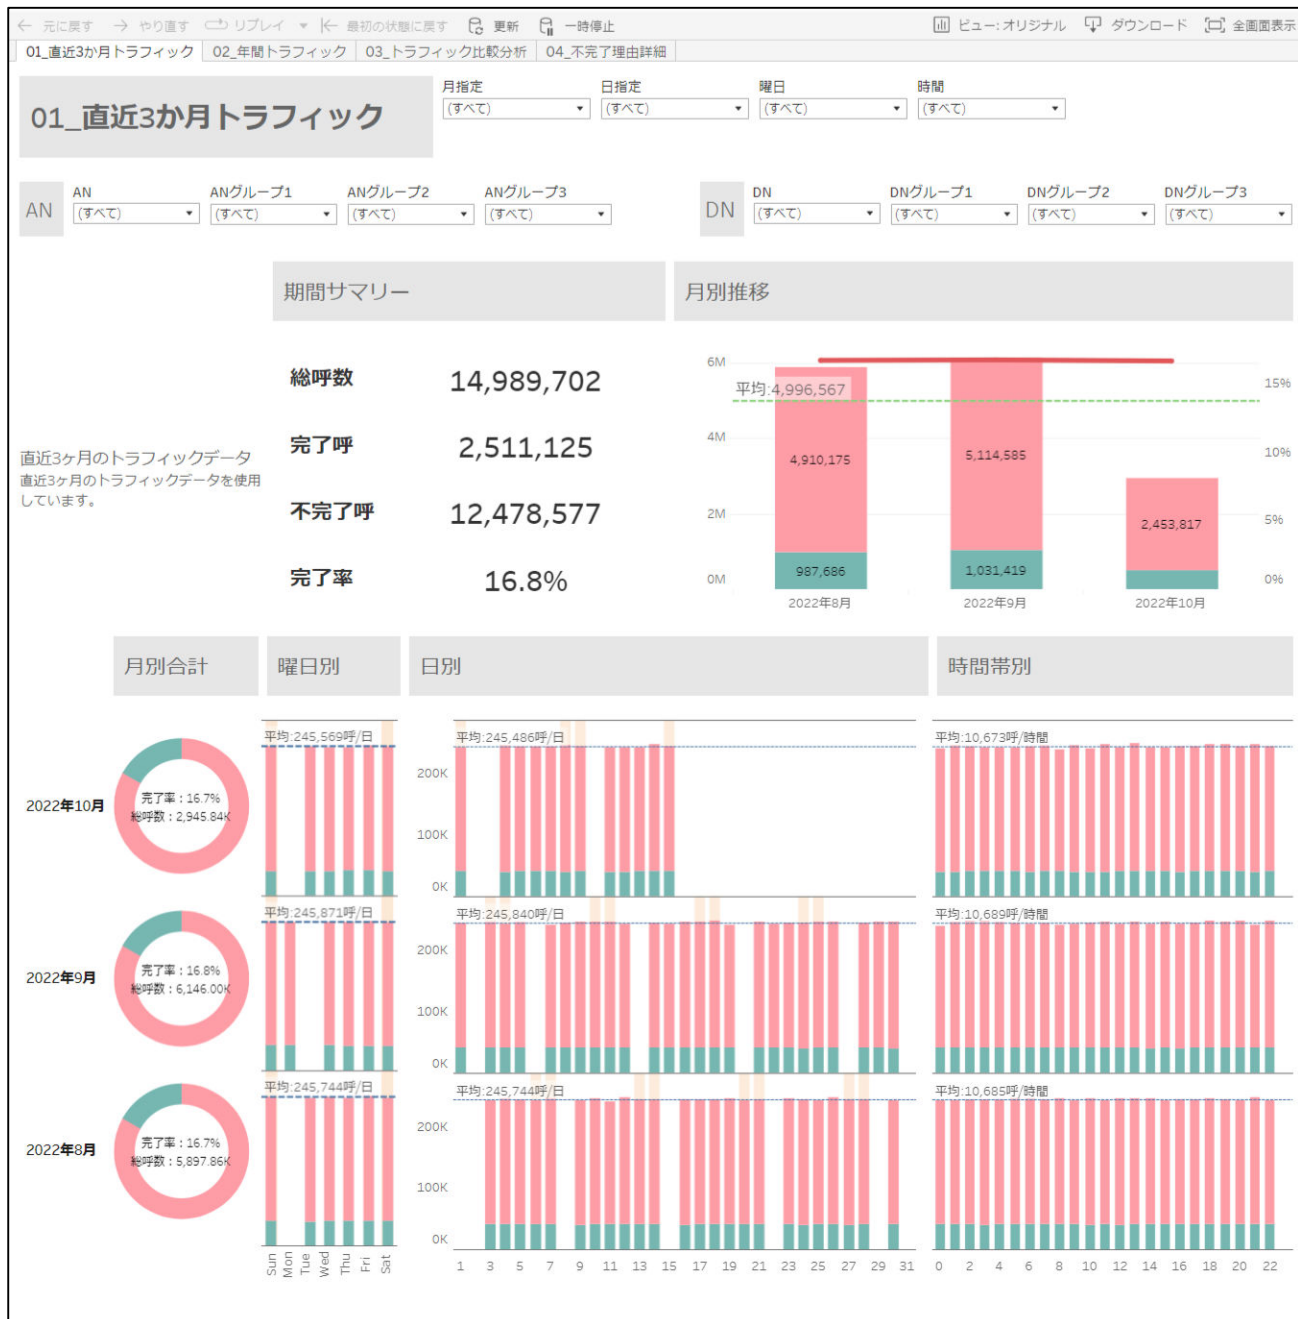 元に戻す やり直す リプレイ 最初の状態に戻す 更新 一時停止 ビュー: オリジナル ダウンロード 全画面表示
01_直近3か月トラフィック 02_年間トラフィック 03_トラフィック比較分析 04_不完了理由詳細
01_直近3か月トラフィック
月指定 日指定 曜日 時間
(すべて) (すべて) (すべて) (すべて)
AN
AN ANグループ1 ANグループ2 ANグループ3
(すべて) (すべて) (すべて) (すべて)
DN
DN DNグループ1 DNグループ2 DNグループ3
(すべて) (すべて) (すべて) (すべて)
直近3ヶ月のトラフィックデータ
直近3ヶ月のトラフィックデータを使用
しています。
期間サマリー
総呼数 14,989,702
完了呼 2,511,125
不完了呼 12,478,577
完了率 16.8%
月別推移
6M
4M
2M
0M
平均:4,996,567
4,910,175
987,686
5,114,585
1,031,419
2,453,817
15%
10%
5%
0%
2022年8月 2022年9月 2022年10月
月別合計 曜日別 日別 時間帯別
2022年10月
完了率：16.7%
総呼数：2,945.84K
平均:245,569呼/日
平均:245,486呼/日
200K
100K
0K
平均:10,673呼/時間
2022年9月
完了率：16.8%
総呼数：6,146.00K
平均:245,871呼/日
平均:245,840呼/日
200K
100K
0K
平均:10,689呼/時間
2022年8月
完了率：16.7%
総呼数：5,897.86K
平均:245,744呼/日
平均:245,744呼/日
200K
100K
0K
平均:10,685呼/時間
Sun Mon Tue Wed Thu Fri Sat
1 3 5 7 9 11 13 15 17 19 21 23 25 27 29 31
0 2 4 6 8 10 12 14 16 18 20 22